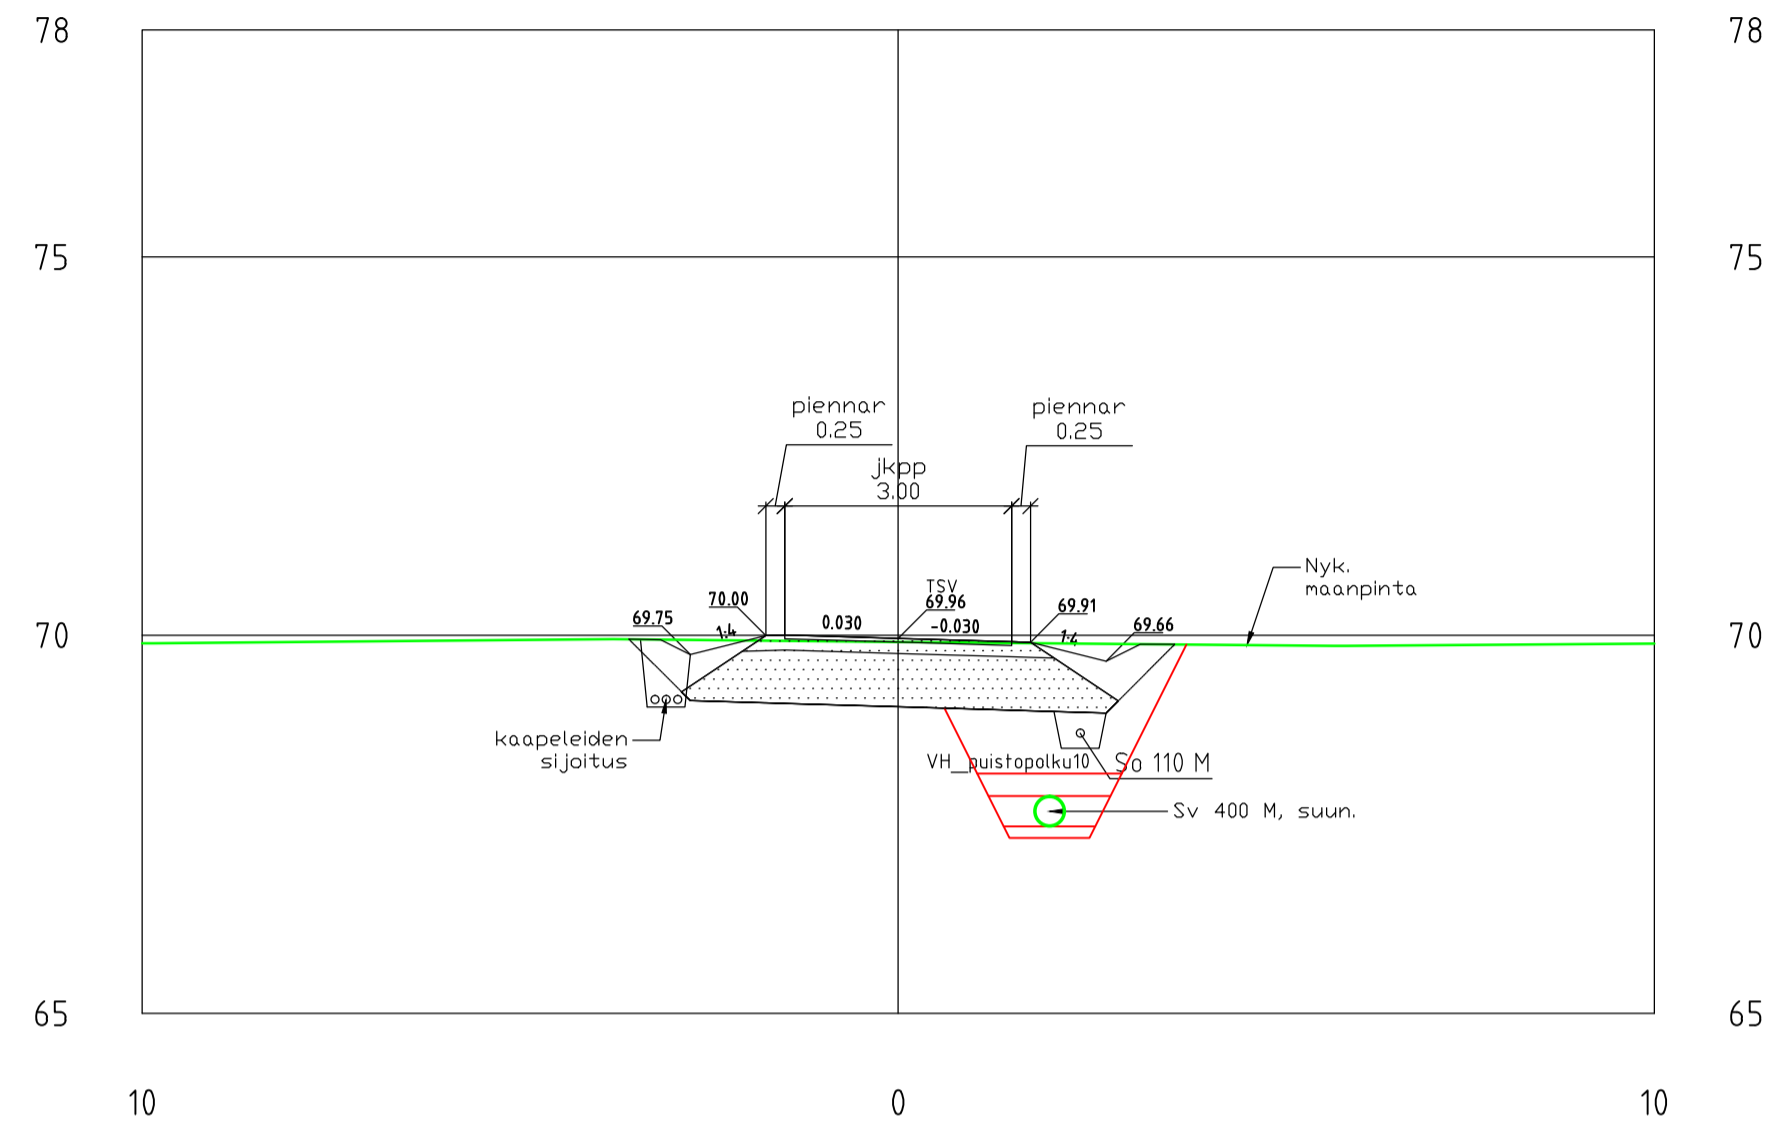 78 78
75 75
piennar
0.25
piennar
0.25
jkpp
3.00
Nyk.
maanpinta
TSV
69.96
70.00
69.91
69.75
69.66
1:4
0.030
-0.030
1:4
70 70
kaapeleiden
sijoitus
VH_puistopolku10
So 110 M
Sv 400 M, suun.
65 65
10 0 10